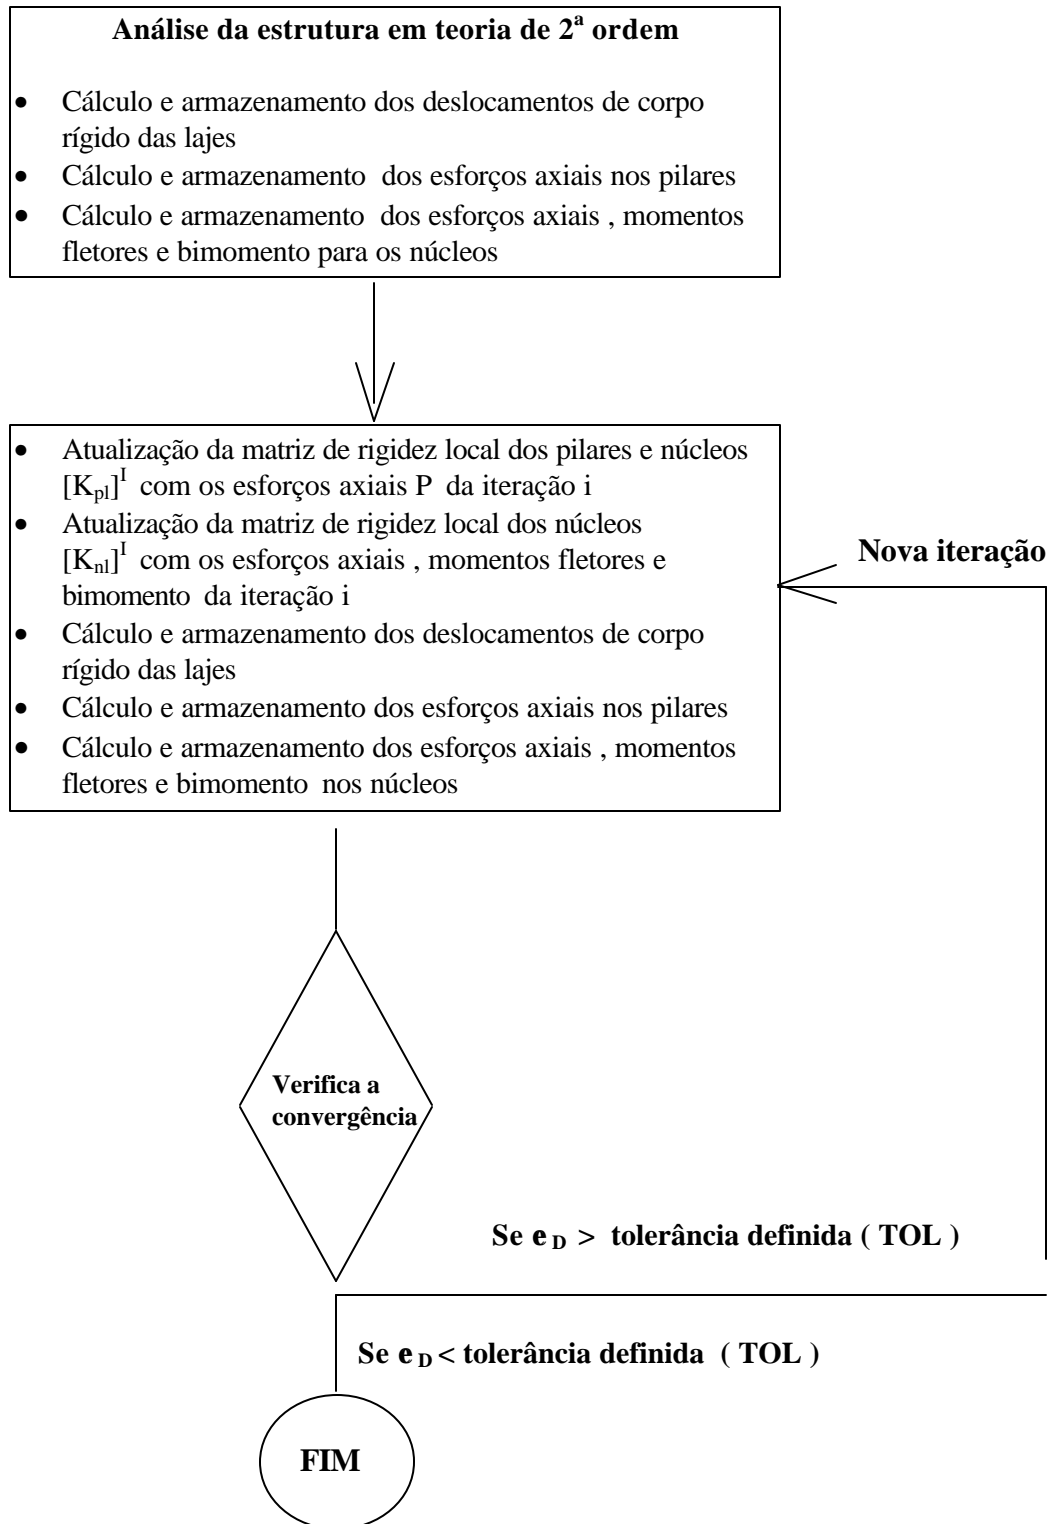 Análise da estrutura em teoria de 2ª ordem
• Cálculo e armazenamento dos deslocamentos de corpo
rígido das lajes
• Cálculo e armazenamento dos esforços axiais nos pilares
• Cálculo e armazenamento dos esforços axiais , momentos
fletores e bimomento para os núcleos
• Atualização da matriz de rigidez local dos pilares e núcleos
[K_pl]^I com os esforços axiais P da iteração i
• Atualização da matriz de rigidez local dos núcleos
[K_nl]^I com os esforços axiais , momentos fletores e
bimomento da iteração i
• Cálculo e armazenamento dos deslocamentos de corpo
rígido das lajes
• Cálculo e armazenamento dos esforços axiais nos pilares
• Cálculo e armazenamento dos esforços axiais , momentos
fletores e bimomento nos núcleos
Nova iteração
Verifica a
convergência
Se e_D > tolerância definida ( TOL )
Se e_D < tolerância definida ( TOL )
FIM